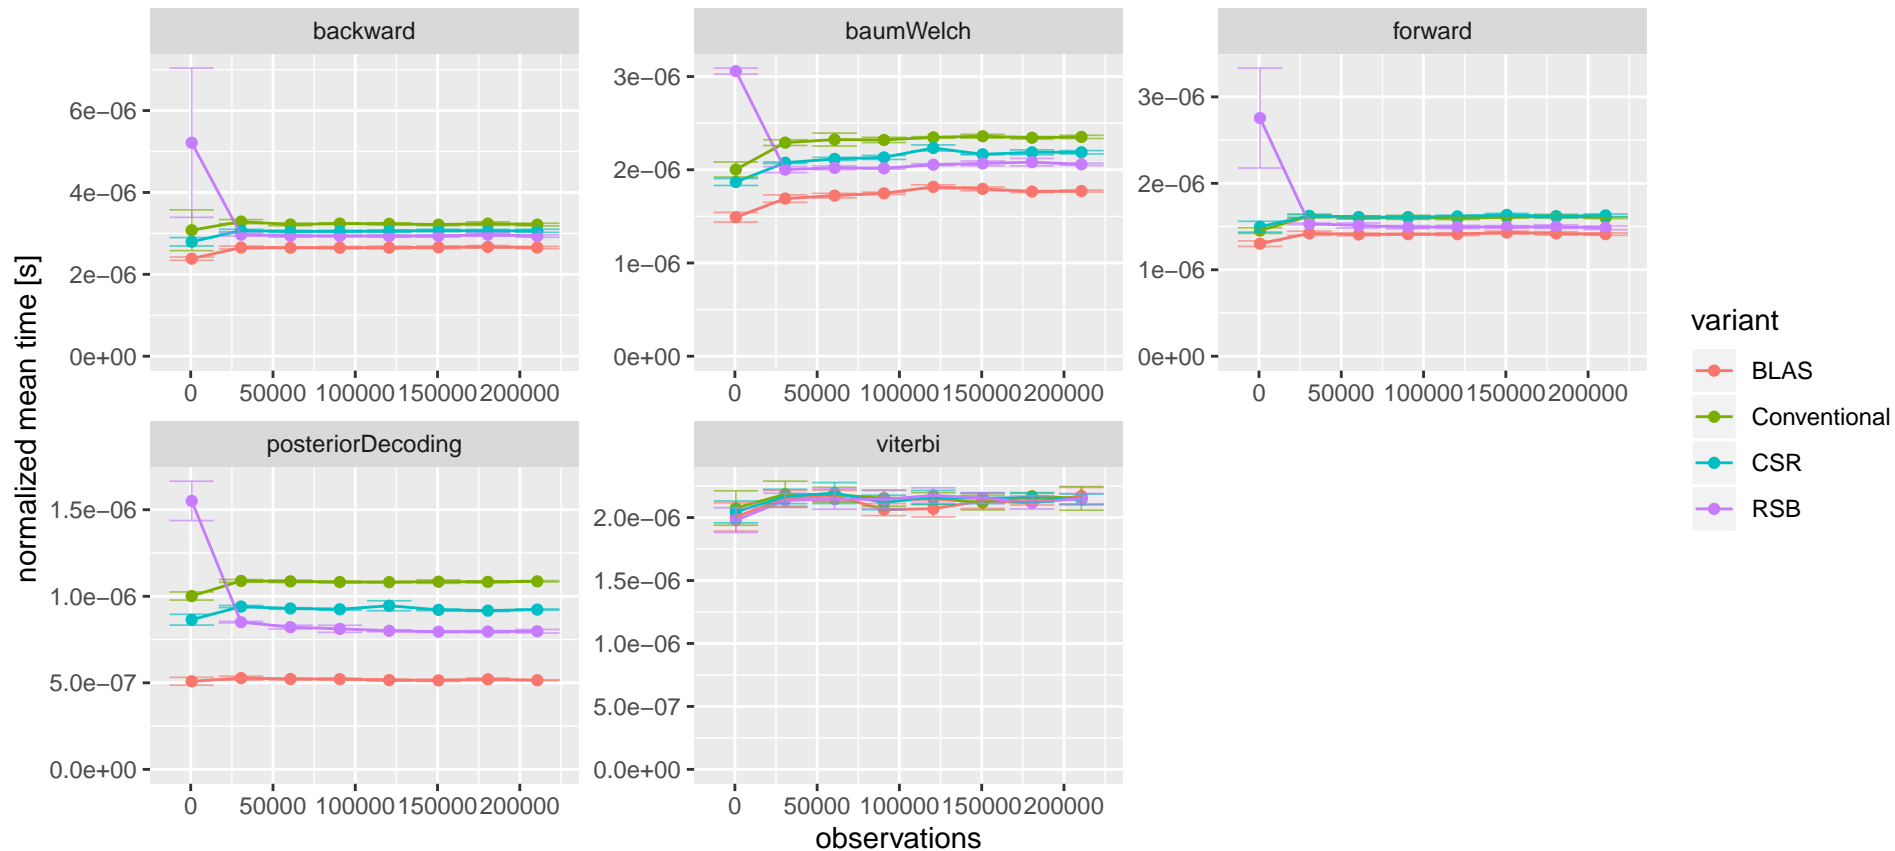 backward
baumWelch
forward
6e−06
4e−06
2e−06
0e+00
3e−06
2e−06
1e−06
0e+00
3e−06
2e−06
1e−06
0e+00
0 50000 100000 150000 200000
0 50000 100000 150000 200000
0 50000 100000 150000 200000
posteriorDecoding
viterbi
1.5e−06
1.0e−06
5.0e−07
0.0e+00
2.0e−06
1.5e−06
1.0e−06
5.0e−07
0.0e+00
0 50000 100000 150000 200000
0 50000 100000 150000 200000
observations
normalized mean time [s]
variant
BLAS
Conventional
CSR
RSB